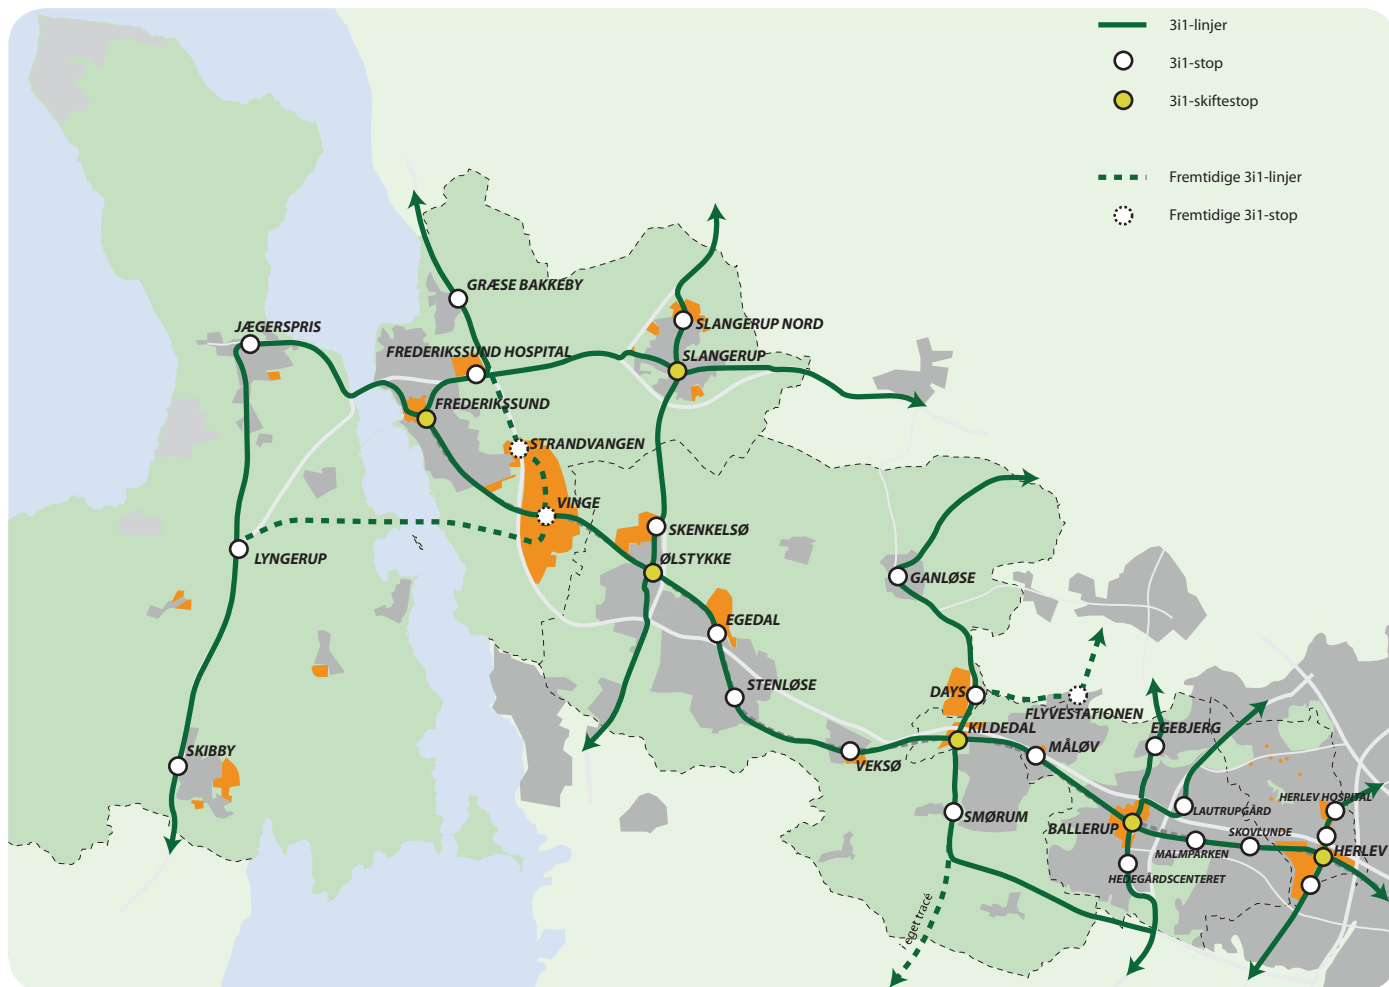 3i1-linjer
3i1-stop
3i1-skiftestop
Fremtidige 3i1-linjer
Fremtidige 3i1-stop
GRÆSE BAKKEBY
JÆGERSPRIS
SLANGERUP NORD
FREDERIKSSUND HOSPITAL
SLANGERUP
FREDERIKSSUND
STRANDVANGEN
VINGE
SKENKELSØ
LYNGERUP
ØLSTYKKE
GANLØSE
EGEDAL
STENLØSE
DAYS
FLYVESTATIONEN
KILDEDAL
EGEBJERG
SKIBBY
MÅLØV
VEKSØ
HERLEV HOSPITAL
LAUTRUPGÅRD
SMØRUM
BALLERUP
SKOVLUNDE
MALMPARKEN
HERLEV
HEDEGÅRDSCENTERET
i eget tracé